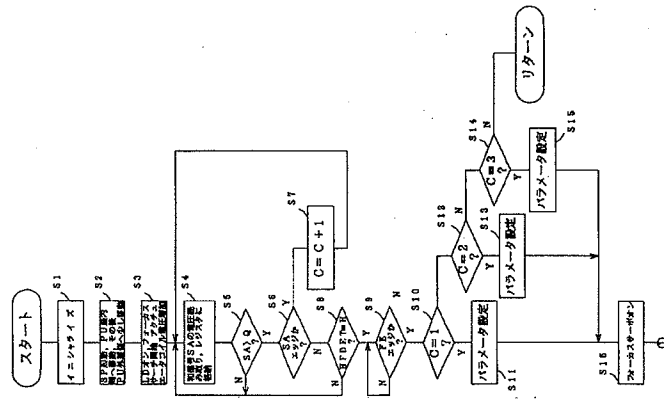 スタート
S1
イニシャライズ
S2
S3
S4
S5
SA＞Q
?
N
Y
S6
SA
エッジか
?
Y
N
S7
C＝C＋1
S8
HFDET＝H
?
N
Y
S9
FE
エッジか
?
N
Y
S10
C＝1
?
N
Y
S11
パラメータ設定
S12
C＝2
?
N
Y
S13
パラメータ設定
S14
C＝3
?
N
Y
S15
パラメータ設定
リターン
S16
フォーカスサーボオン